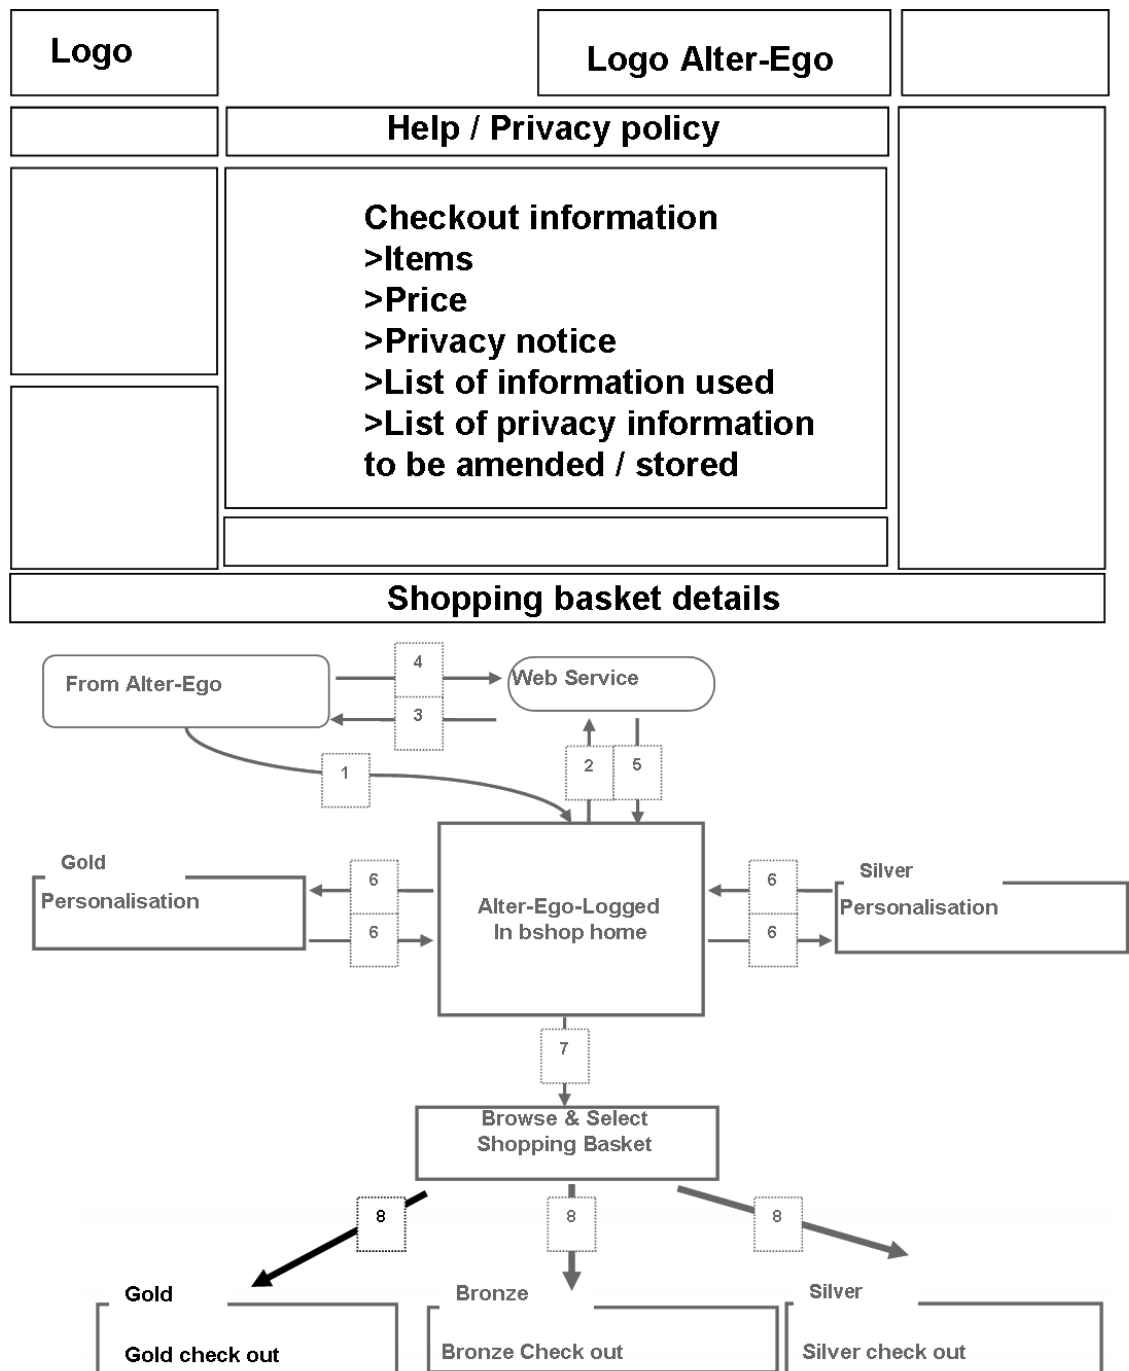 Logo
Logo Alter-Ego
Help / Privacy policy
Checkout information
>Items
>Price
>Privacy notice
>List of information used
>List of privacy information
to be amended / stored
Shopping basket details
From Alter-Ego
4
Web Service
3
1
2
5
Gold
Personalisation
6
6
Alter-Ego-Logged
In bshop home
6
6
Silver
Personalisation
7
Browse & Select
Shopping Basket
8
8
8
Gold
Bronze
Silver
Gold check out
Bronze Check out
Silver check out